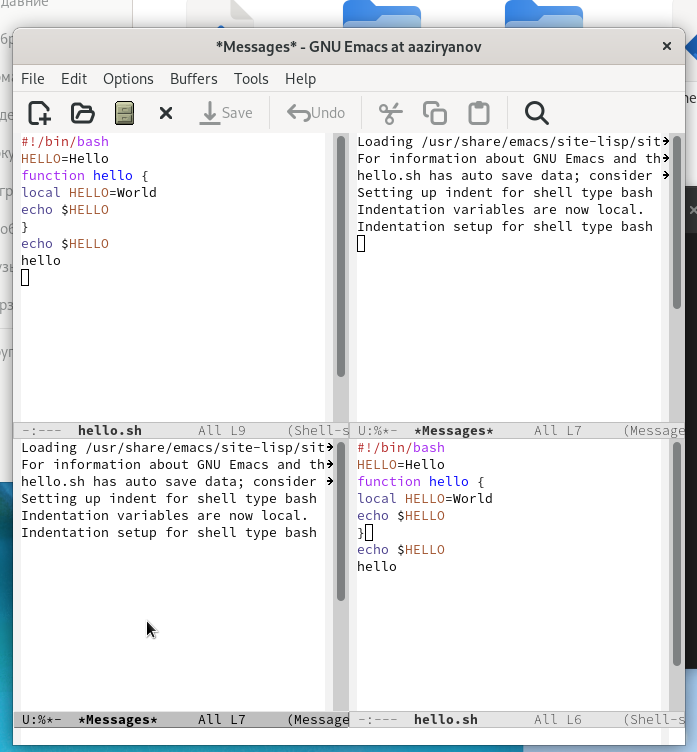 давние
*Messages* - GNU Emacs at aaziryanov
File Edit Options Buffers Tools Help
Save Undo
#!/bin/bash
HELLO=Hello
function hello {
local HELLO=World
echo $HELLO
}
echo $HELLO
hello
-:--- hello.sh All L9 (Shell-s
Loading /usr/share/emacs/site-lisp/sit
For information about GNU Emacs and th
hello.sh has auto save data; consider
Setting up indent for shell type bash
Indentation variables are now local.
Indentation setup for shell type bash
U:%*- *Messages* All L7 (Message
Loading /usr/share/emacs/site-lisp/sit
For information about GNU Emacs and th
hello.sh has auto save data; consider
Setting up indent for shell type bash
Indentation variables are now local.
Indentation setup for shell type bash
U:%*- *Messages* All L7 (Message
#!/bin/bash
HELLO=Hello
function hello {
local HELLO=World
echo $HELLO
}
echo $HELLO
hello
-:--- hello.sh All L6 (Shell-s